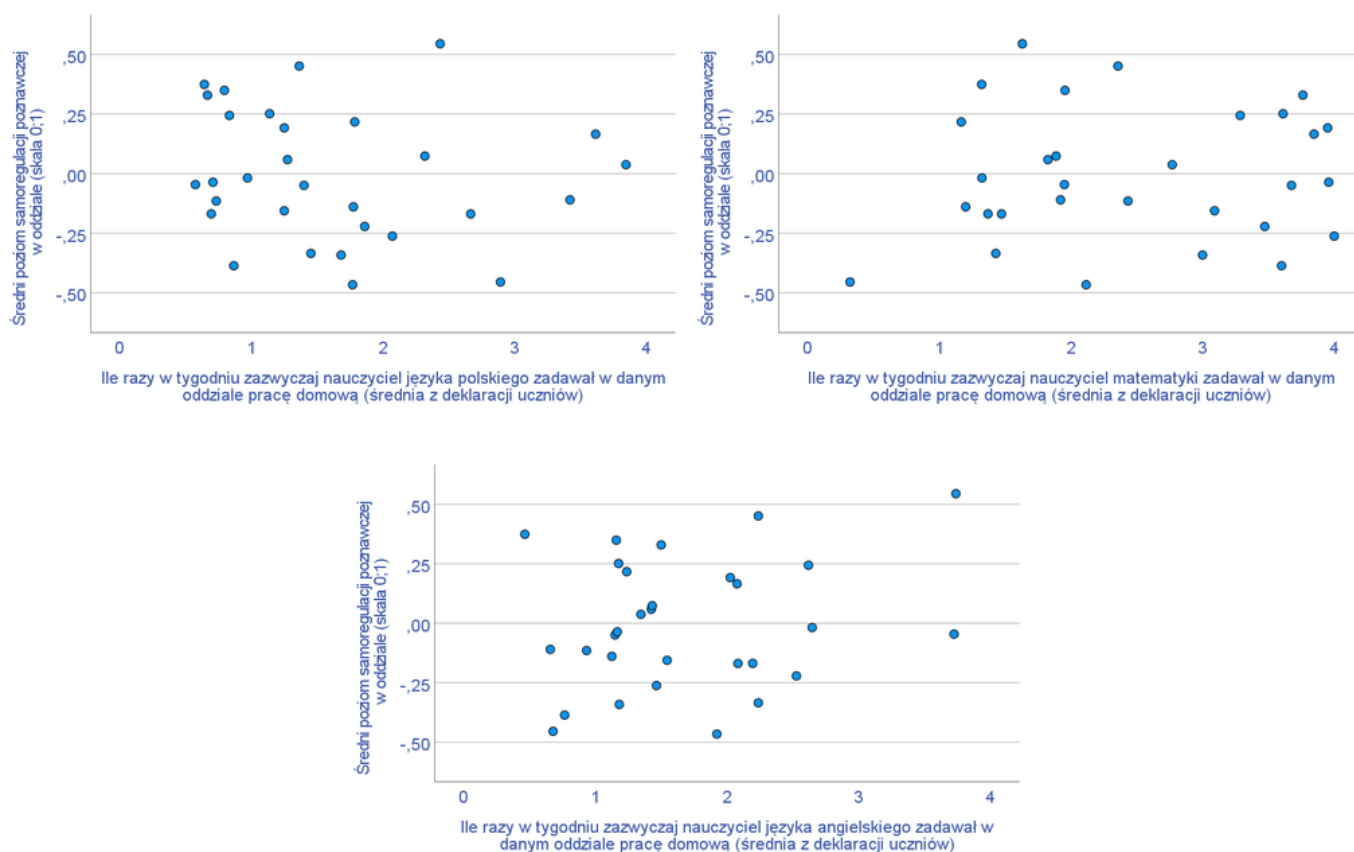 Średni poziom samoregulacji poznawczej
w oddziale (skala 0;1)
,50
,25
,00
-,25
-,50
0 1 2 3 4
Ile razy w tygodniu zazwyczaj nauczyciel języka polskiego zadawał w danym
oddziale pracę domową (średnia z deklaracji uczniów)
Średni poziom samoregulacji poznawczej
w oddziale (skala 0;1)
,50
,25
,00
-,25
-,50
0 1 2 3 4
Ile razy w tygodniu zazwyczaj nauczyciel matematyki zadawał w danym
oddziale pracę domową (średnia z deklaracji uczniów)
Średni poziom samoregulacji poznawczej
w oddziale (skala 0;1)
,50
,25
,00
-,25
-,50
0 1 2 3 4
Ile razy w tygodniu zazwyczaj nauczyciel języka angielskiego zadawał w
danym oddziale pracę domową (średnia z deklaracji uczniów)